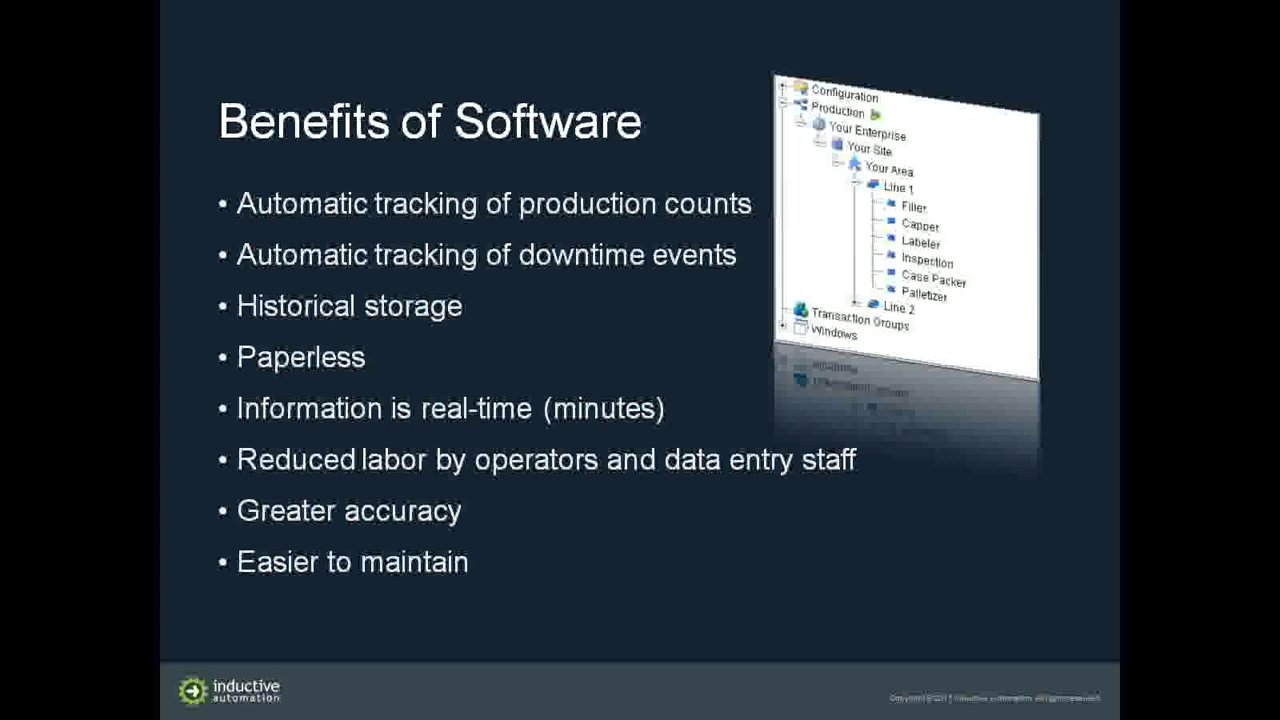 Benefits of Software
• Automatic tracking of production counts
• Automatic tracking of downtime events
• Historical storage
• Paperless
• Information is real-time (minutes)
• Reduced labor by operators and data entry staff
• Greater accuracy
• Easier to maintain
Configuration
Production
Your Enterprise
Your Site
Your Area
Line 1
Filler
Capper
Labeler
Inspection
Case Packer
Palletizer
Line 2
Transaction Groups
Windows
inductive
automation